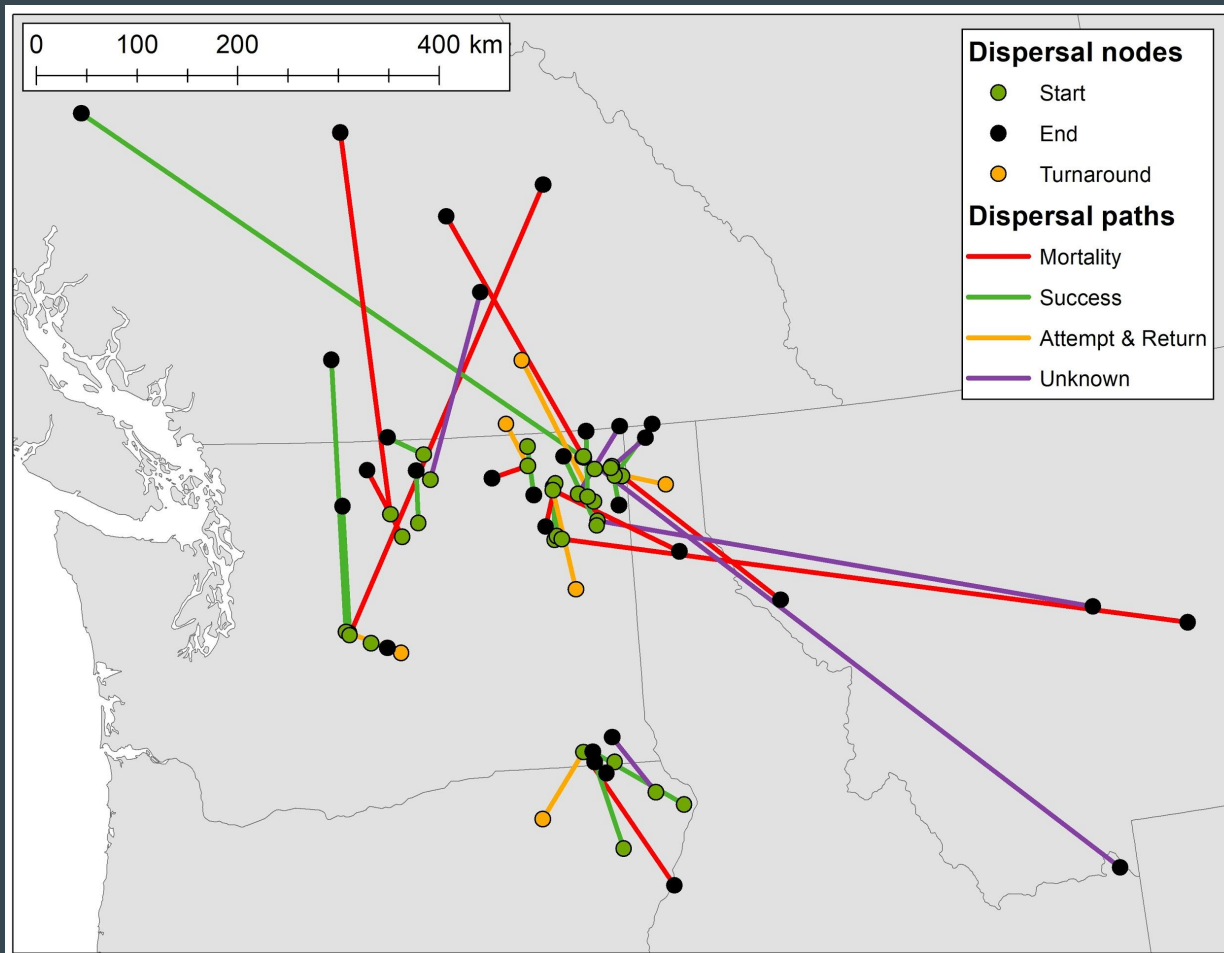 0 100 200 400 km
Dispersal nodes
Start
End
Turnaround
Dispersal paths
Mortality
Success
Attempt & Return
Unknown